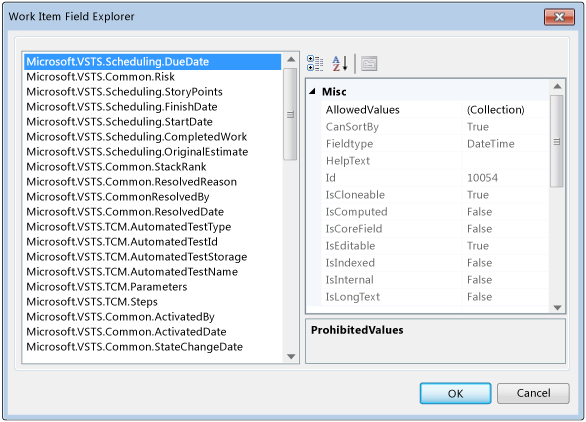 Work Item Field Explorer
Microsoft.VSTS.Scheduling.DueDate
Microsoft.VSTS.Common.Risk
Microsoft.VSTS.Scheduling.StoryPoints
Microsoft.VSTS.Scheduling.FinishDate
Microsoft.VSTS.Scheduling.StartDate
Microsoft.VSTS.Scheduling.CompletedWork
Microsoft.VSTS.Scheduling.OriginalEstimate
Microsoft.VSTS.Common.StackRank
Microsoft.VSTS.Common.ResolvedReason
Microsoft.VSTS.CommonResolvedBy
Microsoft.VSTS.Common.ResolvedDate
Microsoft.VSTS.TCM.AutomatedTestType
Microsoft.VSTS.TCM.AutomatedTestId
Microsoft.VSTS.TCM.AutomatedTestStorage
Microsoft.VSTS.TCM.AutomatedTestName
Microsoft.VSTS.TCM.Parameters
Microsoft.VSTS.TCM.Steps
Microsoft.VSTS.Common.ActivatedBy
Microsoft.VSTS.Common.ActivatedDate
Microsoft.VSTS.Common.StateChangeDate
A
Z
Misc
AllowedValues (Collection)
CanSortBy True
Fieldtype DateTime
HelpText
Id 10054
IsCloneable True
IsComputed False
IsCoreField False
IsEditable True
IsIndexed False
IsInternal False
IsLongText False
ProhibitedValues
OK Cancel